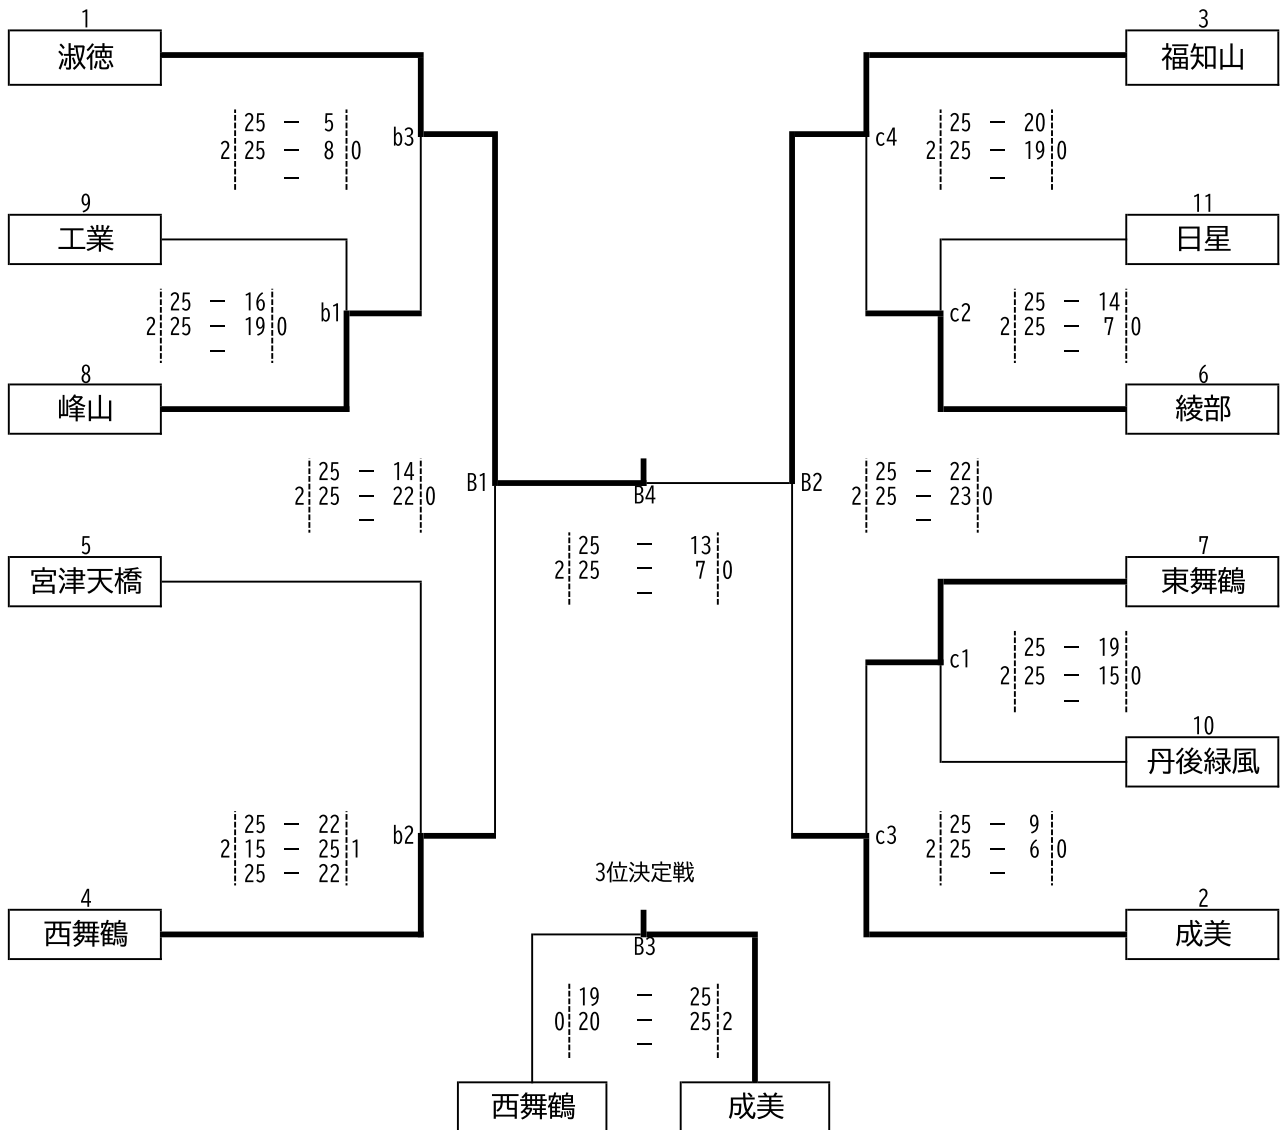 1
淑徳
3
福知山
25 — 5
2 25 — 8 0
—
b3
c4
25 — 20
2 25 — 19 0
—
9
工業
11
日星
25 — 16
2 25 — 19 0
—
b1
c2
25 — 14
2 25 — 7 0
—
8
峰山
6
綾部
25 — 14
2 25 — 22 0
—
B1
B4
B2
25 — 22
2 25 — 23 0
—
25 — 13
2 25 — 7 0
—
5
宮津天橋
7
東舞鶴
c1
25 — 19
2 25 — 15 0
—
10
丹後緑風
25 — 22
2 15 — 25 1
25 — 22
b2
c3
25 — 9
2 25 — 6 0
—
4
西舞鶴
2
成美
3位決定戦
B3
19 — 25
0 20 — 25 2
—
西舞鶴
成美